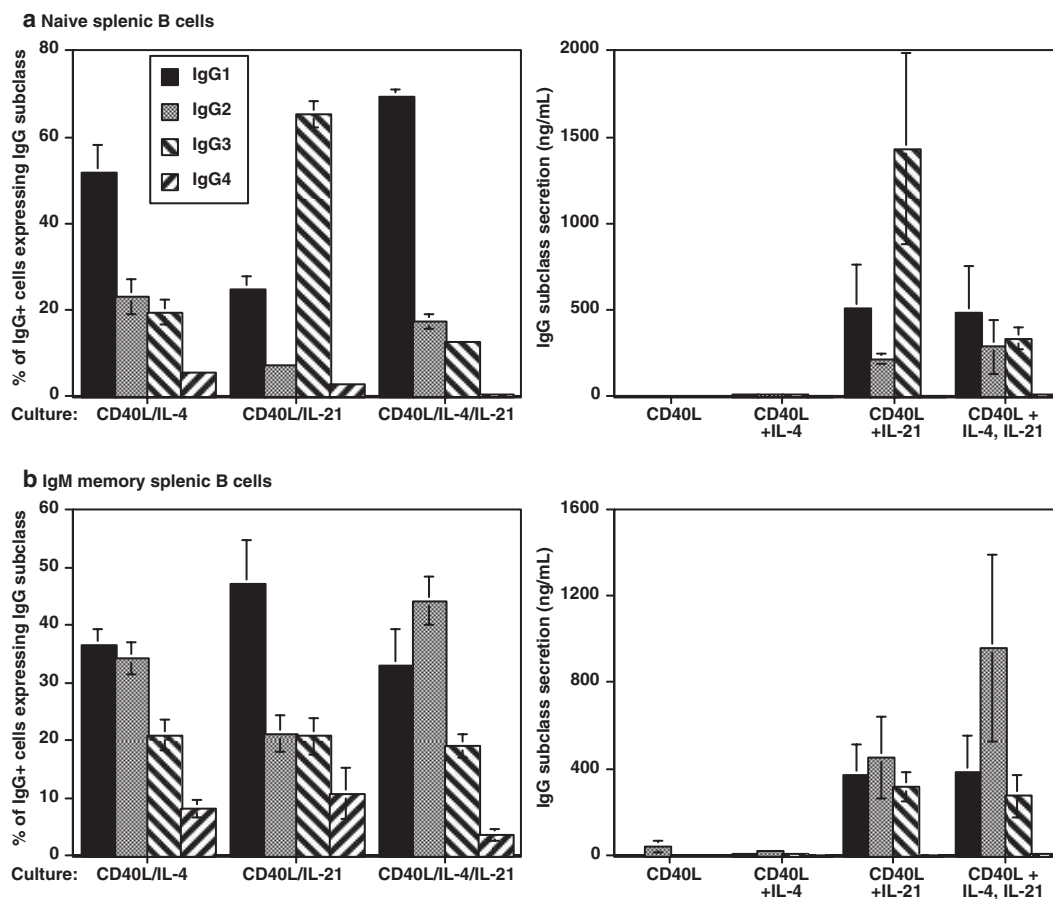 a Naive splenic B cells
% of IgG+ cells expressing IgG subclass
80
60
40
20
0
IgG1
IgG2
IgG3
IgG4
Culture: CD40L/IL-4 CD40L/IL-21 CD40L/IL-4/IL-21
IgG subclass secretion (ng/mL)
2000
1500
1000
500
0
CD40L CD40L CD40L CD40L +
+IL-4 +IL-21 IL-4, IL-21
b IgM memory splenic B cells
% of IgG+ cells expressing IgG subclass
60
50
40
30
20
10
0
Culture: CD40L/IL-4 CD40L/IL-21 CD40L/IL-4/IL-21
IgG subclass secretion (ng/mL)
1600
1200
800
400
0
CD40L CD40L CD40L CD40L +
+IL-4 +IL-21 IL-4, IL-21